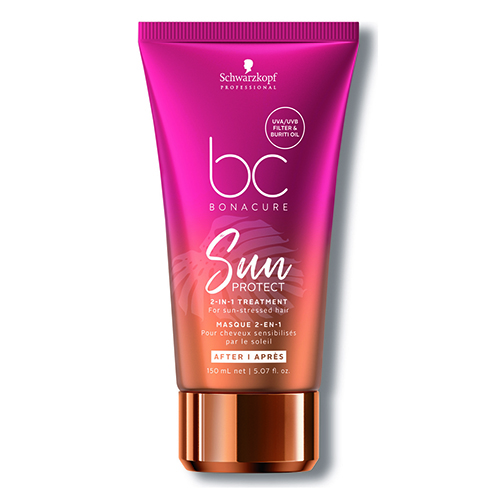 Schwarzkopf
PROFESSIONAL
UVA/UVB
FILTER &
BURITI OIL
bc
BONACURE
Sun
PROTECT
2-IN-1 TREATMENT
For sun-stressed hair
MASQUE 2-EN-1
Pour cheveux sensibilisés
par le soleil
AFTER | APRÈS
150 mL net | 5.07 fl. oz.